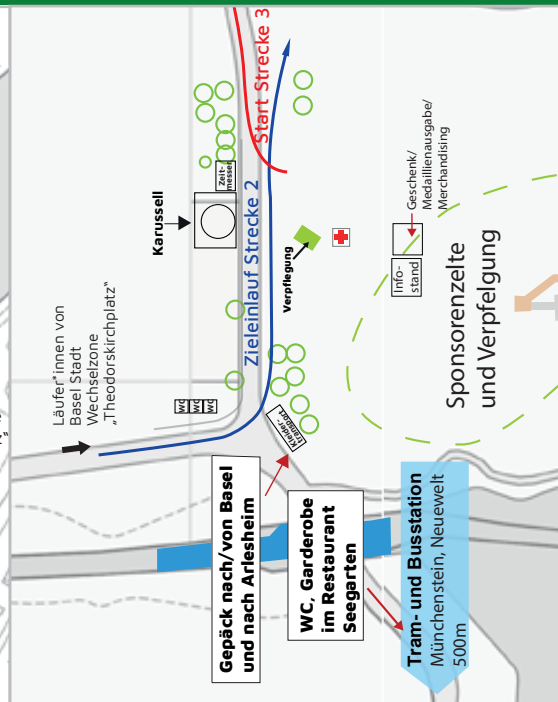 Läufer*innen von
Basel Stadt
Wechselzone
„Theodorskirchplatz“
Karussell
Zeit-
messer
Start Strecke 3
Zieleinlauf Strecke 2
WC
WC
WC
Verpflegung
Kleider-
transport
Geschenk/
Medaillienausgabe/
Merchandising
Info-
stand
Sponsorenzelte
und Verpfelgung
Gepäck nach/von Basel
und nach Arlesheim
WC, Garderobe
im Restaurant
Seegarten
Tram- und Busstation
Münchenstein, Neuewelt
500m